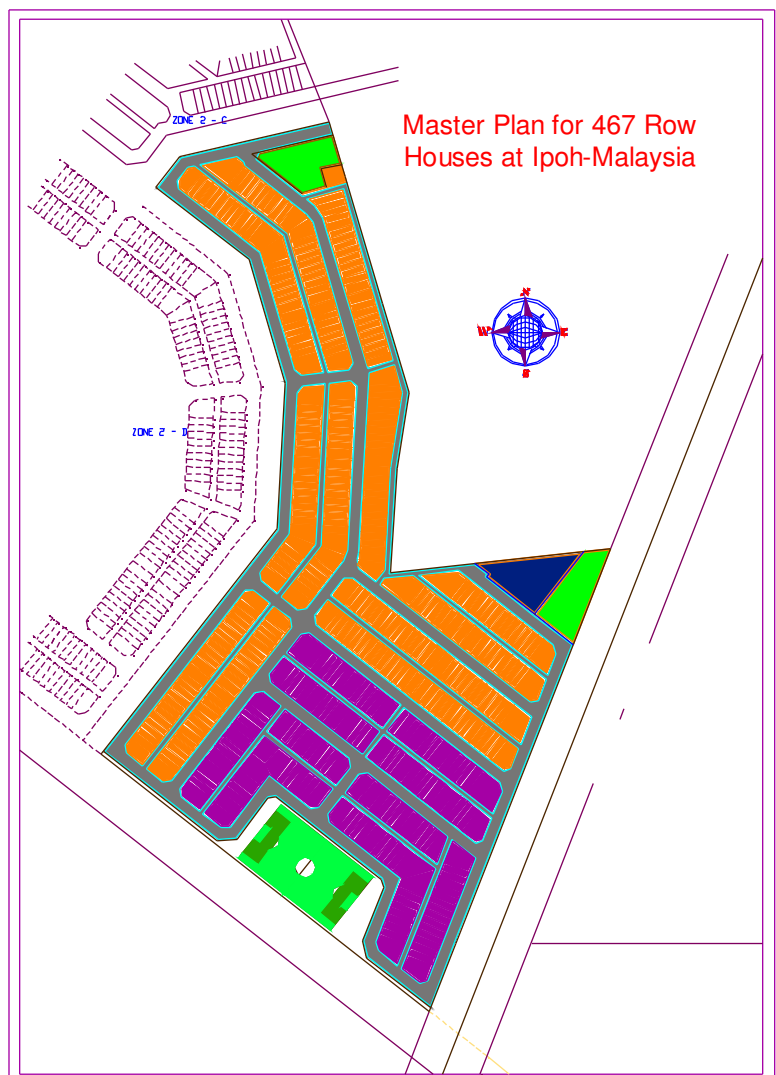 ZONE 2 - C
Master Plan for 467 Row
Houses at Ipoh-Malaysia
N
W E
S
ZONE 2 - D